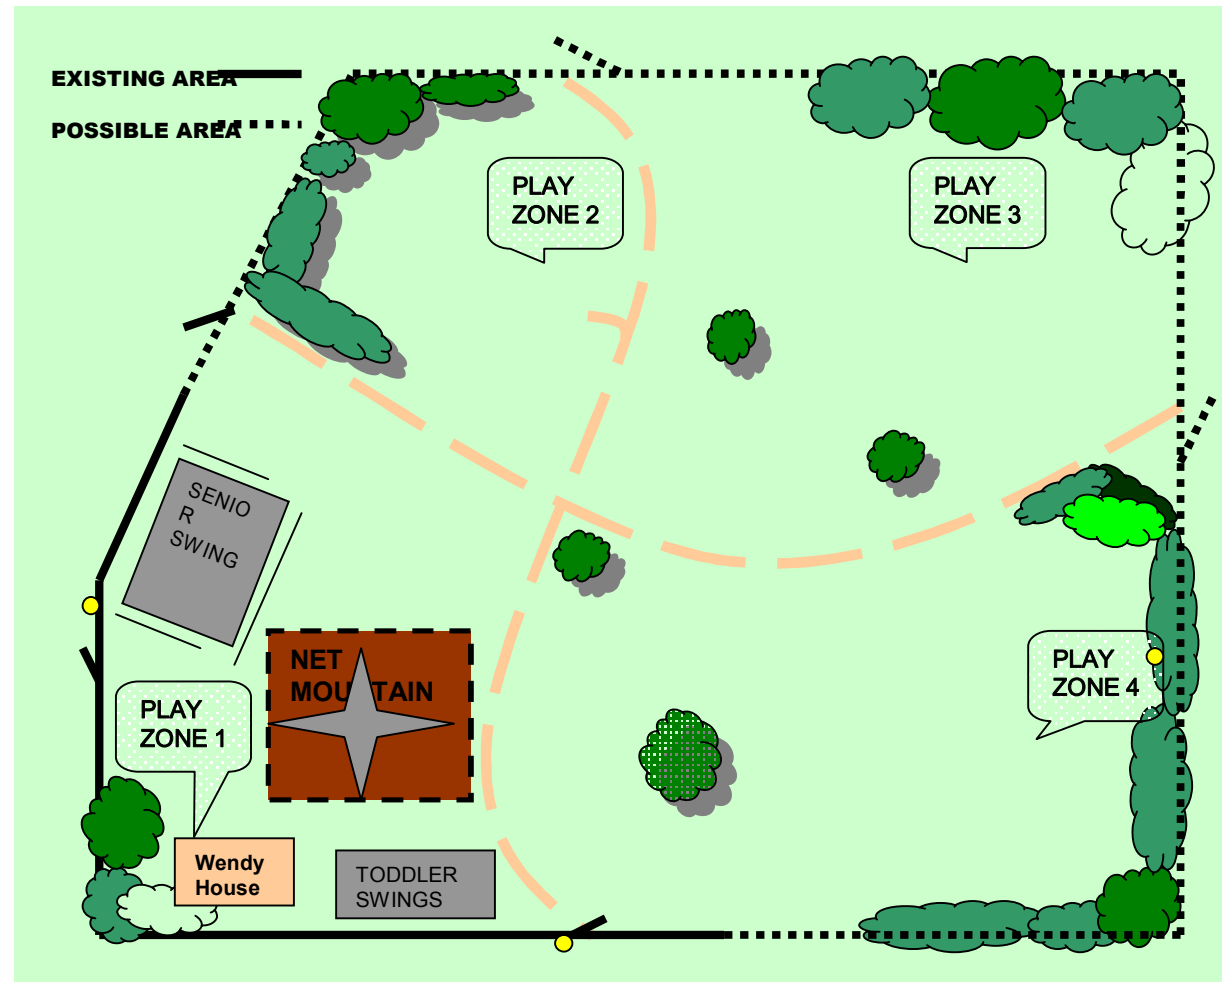 EXISTING AREA
POSSIBLE AREA
PLAY
ZONE 2
PLAY
ZONE 3
SENIO
R
SWING
NET
MOUNTAIN
PLAY
ZONE 4
PLAY
ZONE 1
Wendy
House
TODDLER
SWINGS